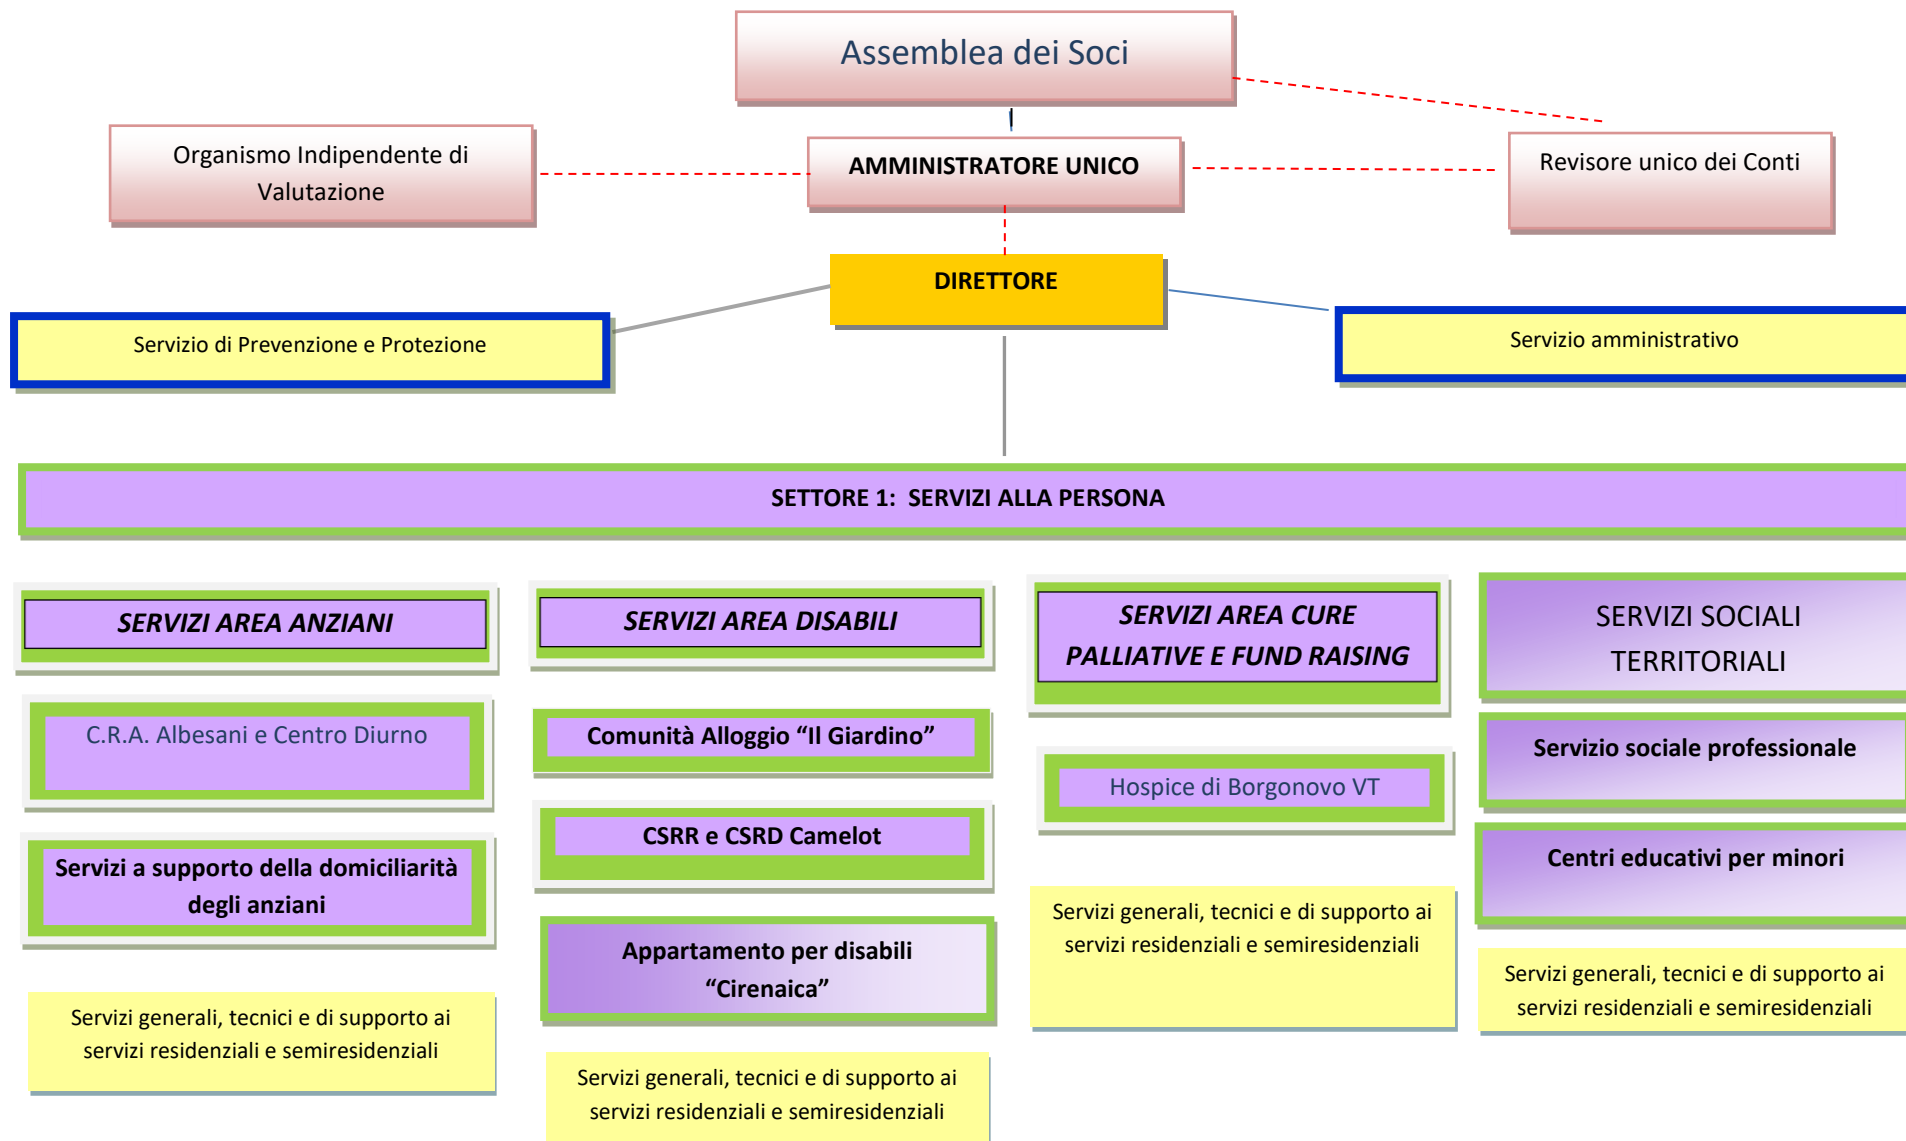 Assemblea dei Soci
Organismo Indipendente di
Valutazione
AMMINISTRATORE UNICO
Revisore unico dei Conti
DIRETTORE
Servizio di Prevenzione e Protezione
Servizio amministrativo
SETTORE 1: SERVIZI ALLA PERSONA
SERVIZI AREA ANZIANI
C.R.A. Albesani e Centro Diurno
Servizi a supporto della domiciliarità
degli anziani
Servizi generali, tecnici e di supporto ai
servizi residenziali e semiresidenziali
SERVIZI AREA DISABILI
Comunità Alloggio “Il Giardino”
CSRR e CSRD Camelot
Appartamento per disabili
“Cirenaica”
Servizi generali, tecnici e di supporto ai
servizi residenziali e semiresidenziali
SERVIZI AREA CURE
PALLIATIVE E FUND RAISING
Hospice di Borgonovo VT
Servizi generali, tecnici e di supporto ai
servizi residenziali e semiresidenziali
SERVIZI SOCIALI
TERRITORIALI
Servizio sociale professionale
Centri educativi per minori
Servizi generali, tecnici e di supporto ai
servizi residenziali e semiresidenziali